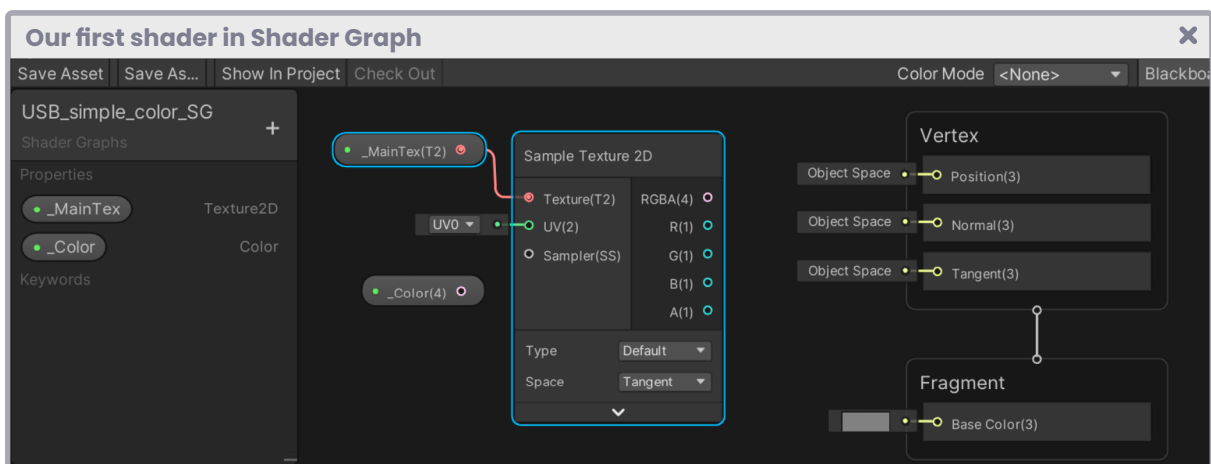 Our first shader in Shader Graph
Save Asset Save As... Show In Project Check Out Color Mode <None> Blackboa
USB_simple_color_SG
Shader Graphs
Properties
_MainTex Texture2D
_Color Color
Keywords
_MainTex(T2)
UV0
_Color(4)
Sample Texture 2D
Texture(T2) RGBA(4)
UV(2) R(1)
Sampler(SS) G(1)
B(1)
A(1)
Type Default
Space Tangent
Vertex
Object Space Position(3)
Object Space Normal(3)
Object Space Tangent(3)
Fragment
Base Color(3)